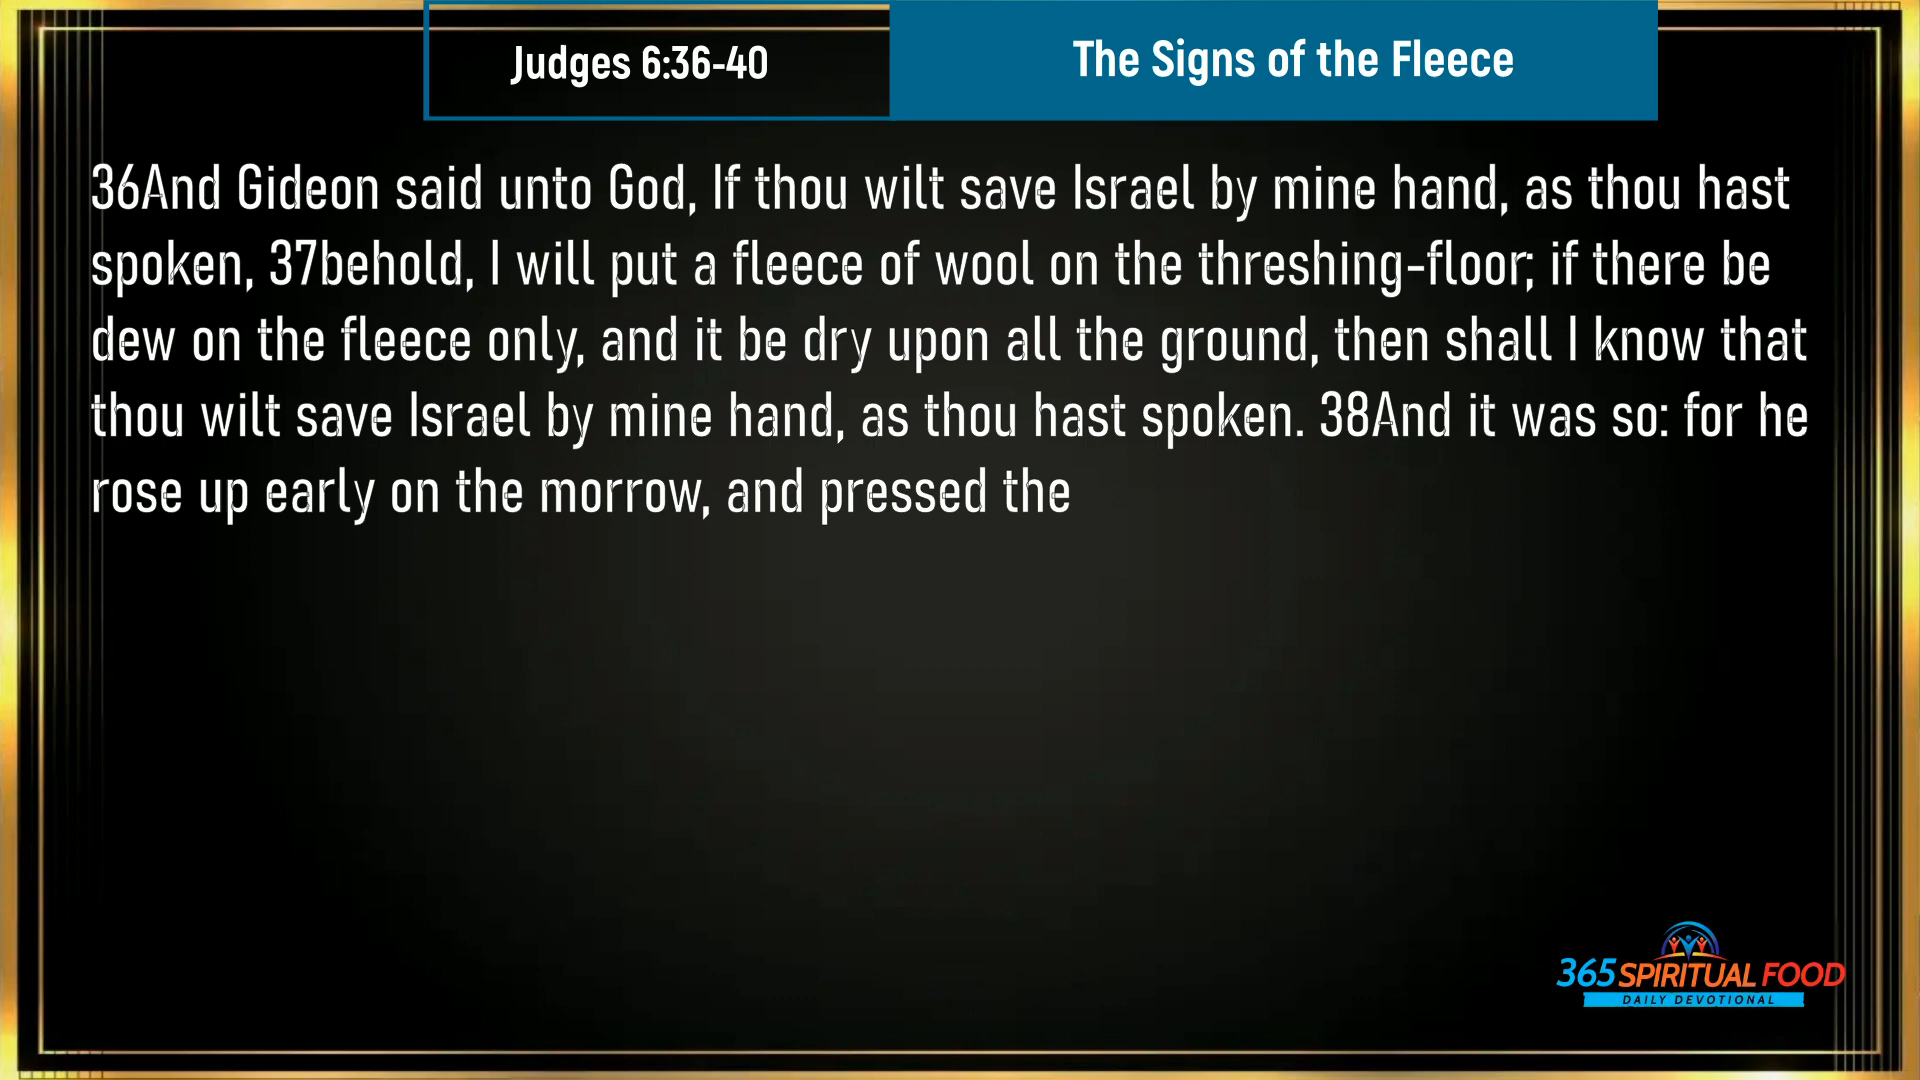 Judges 6:36-40
The Signs of the Fleece
36And Gideon said unto God, If thou wilt save Israel by mine hand, as thou hast
spoken, 37behold, I will put a fleece of wool on the threshing-floor; if there be
dew on the fleece only, and it be dry upon all the ground, then shall I know that
thou wilt save Israel by mine hand, as thou hast spoken. 38And it was so: for he
rose up early on the morrow, and pressed the
365 SPIRITUAL FOOD
DAILY DEVOTIONAL